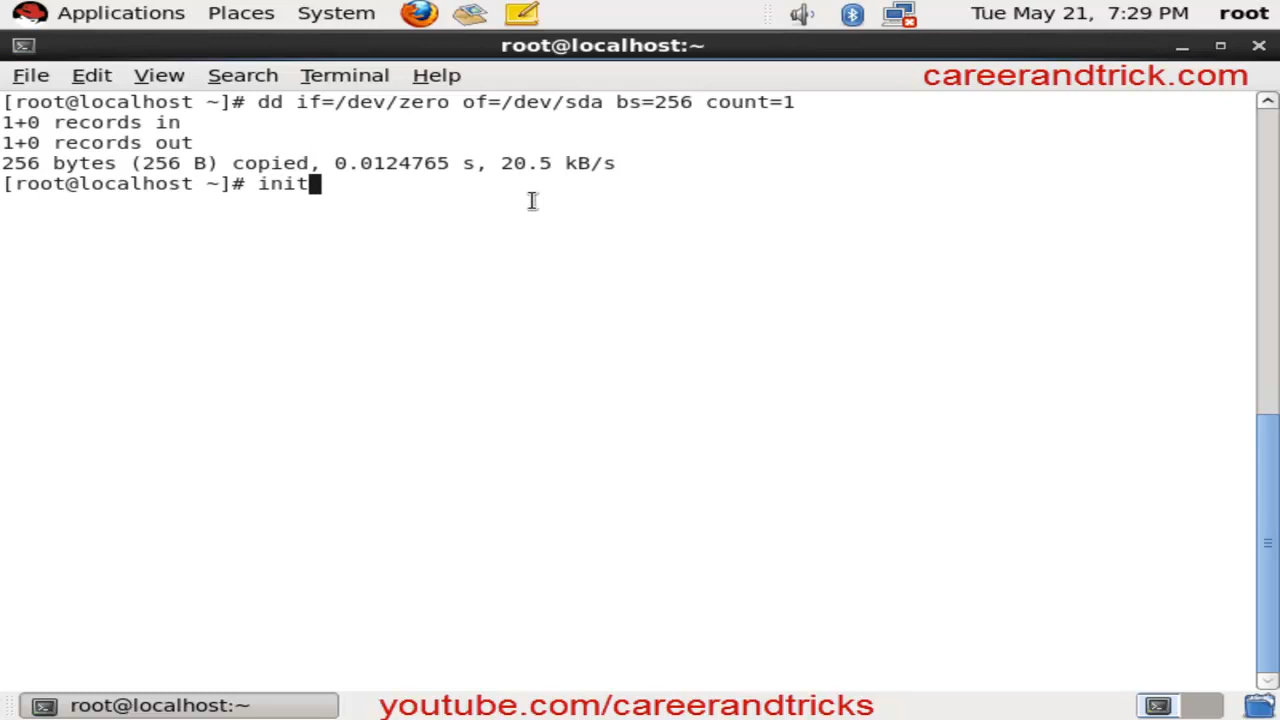 Applications Places System Tue May 21, 7:29 PM root
root@localhost:~
File Edit View Search Terminal Help careerandtrick.com
[root@localhost ~]# dd if=/dev/zero of=/dev/sda bs=256 count=1
1+0 records in
1+0 records out
256 bytes (256 B) copied, 0.0124765 s, 20.5 kB/s
[root@localhost ~]# init
root@localhost:~ youtube.com/careerandtricks